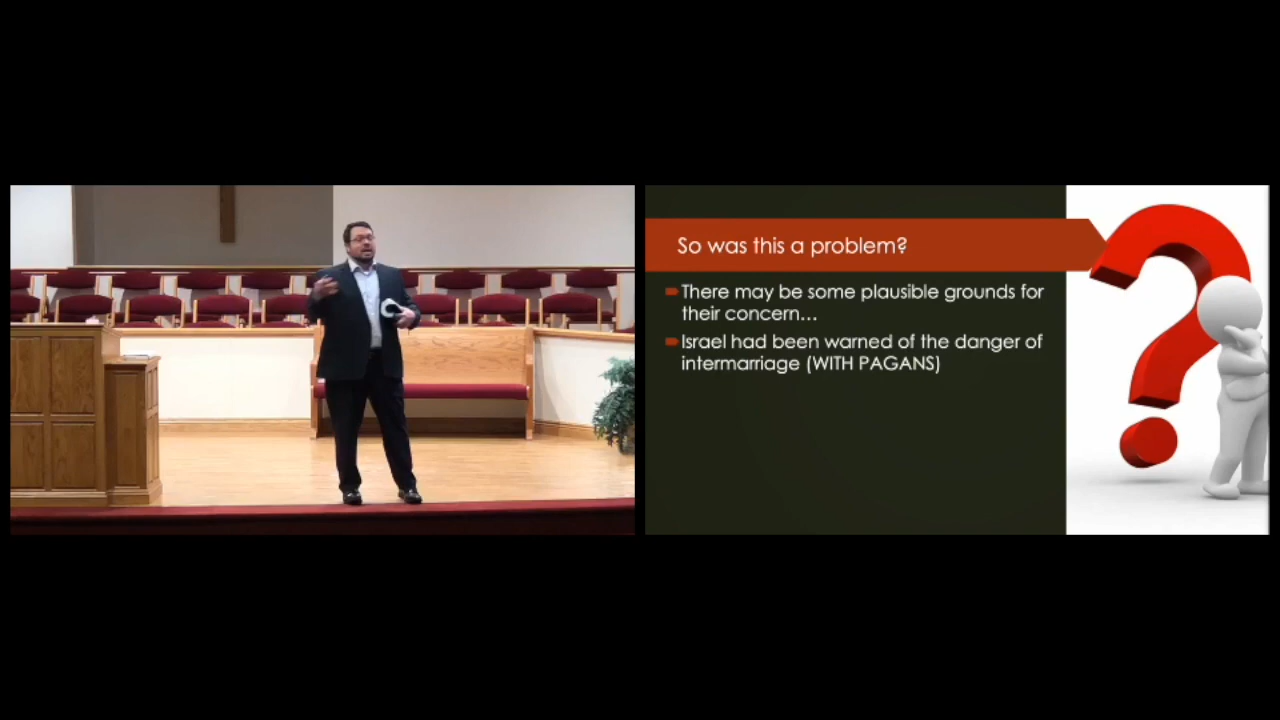 So was this a problem?
There may be some plausible grounds for
their concern...
Israel had been warned of the danger of
intermarriage (WITH PAGANS)